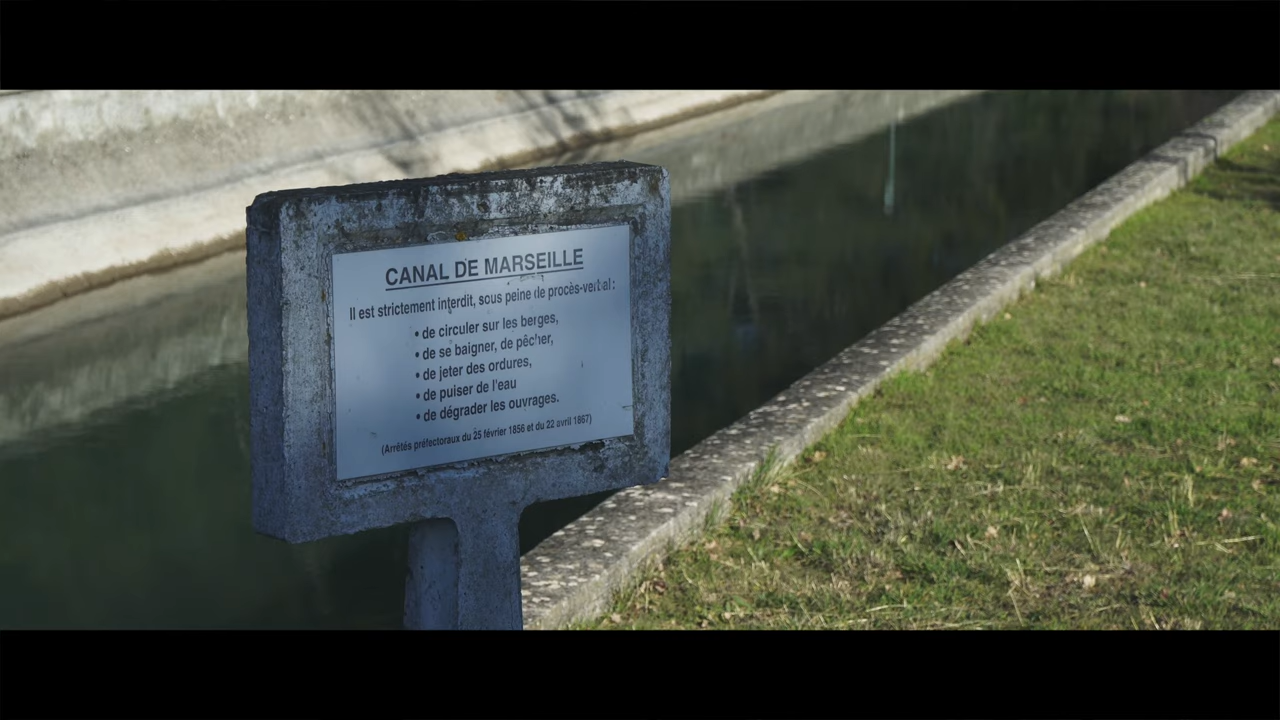 CANAL DE MARSEILLE
Il est strictement interdit, sous peine de procès-verbal :
• de circuler sur les berges,
• de se baigner, de pêcher,
• de jeter des ordures,
• de puiser de l'eau
• de dégrader les ouvrages.
(Arrêtés préfectoraux du 25 février 1856 et du 22 avril 1867)